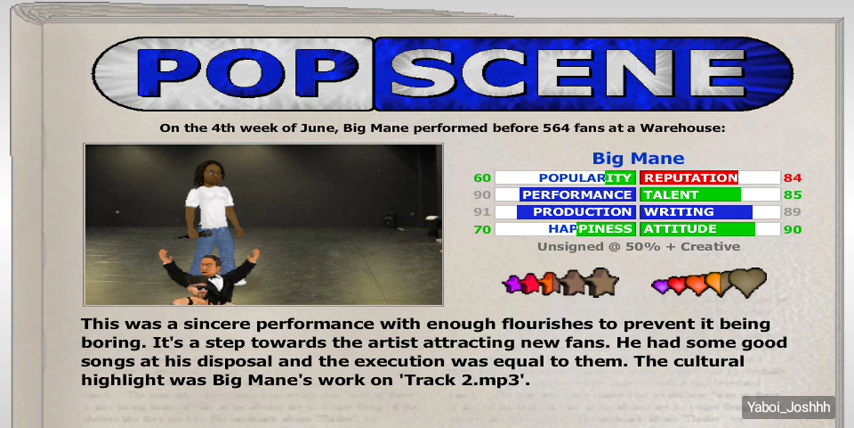 POP SCENE
On the 4th week of June, Big Mane performed before 564 fans at a Warehouse:
Big Mane
60 POPULARITY REPUTATION 84
90 PERFORMANCE TALENT 85
91 PRODUCTION WRITING 89
70 HAPPINESS ATTITUDE 90
Unsigned @ 50% + Creative
This was a sincere performance with enough flourishes to prevent it being
boring. It's a step towards the artist attracting new fans. He had some good
songs at his disposal and the execution was equal to them. The cultural
highlight was Big Mane's work on 'Track 2.mp3'.
Yaboi_Joshhh